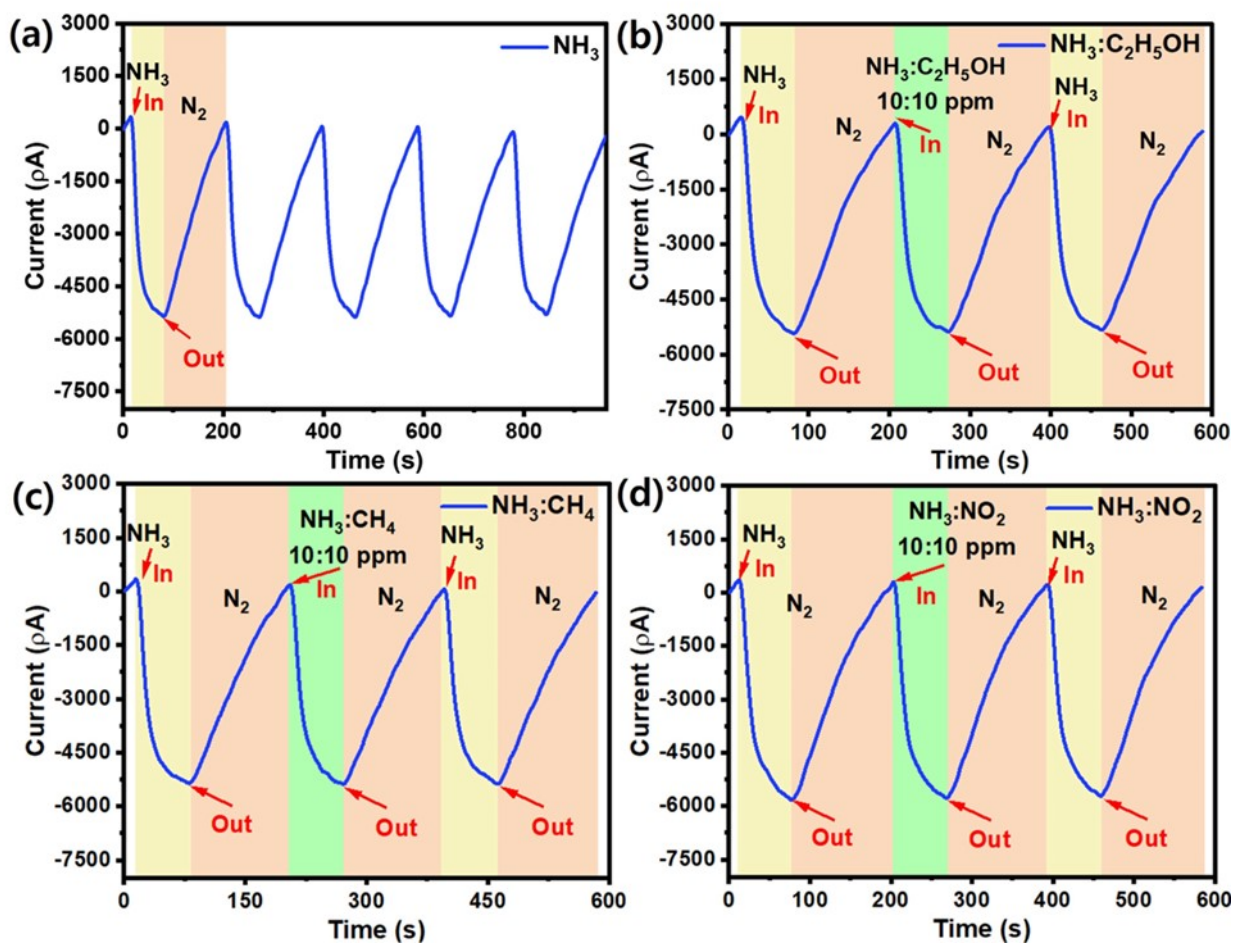 (a)
NH3
NH3
In
N2
Out
3000
1500
0
-1500
-3000
-4500
-6000
-7500
Current (ρA)
0
200
400
600
800
Time (s)
(b)
NH3:C2H5OH
NH3
In
N2
NH3:C2H5OH
10:10 ppm
In
N2
NH3
In
N2
Out
Out
Out
3000
1500
0
-1500
-3000
-4500
-6000
-7500
Current (ρA)
0
100
200
300
400
500
600
Time (s)
(c)
NH3:CH4
NH3
In
N2
NH3:CH4
10:10 ppm
In
N2
NH3
In
N2
Out
Out
Out
3000
1500
0
-1500
-3000
-4500
-6000
-7500
Current (ρA)
0
150
300
450
600
Time (s)
(d)
NH3:NO2
NH3
In
N2
NH3:NO2
10:10 ppm
In
N2
NH3
In
N2
Out
Out
Out
3000
1500
0
-1500
-3000
-4500
-6000
-7500
Current (ρA)
0
100
200
300
400
500
600
Time (s)